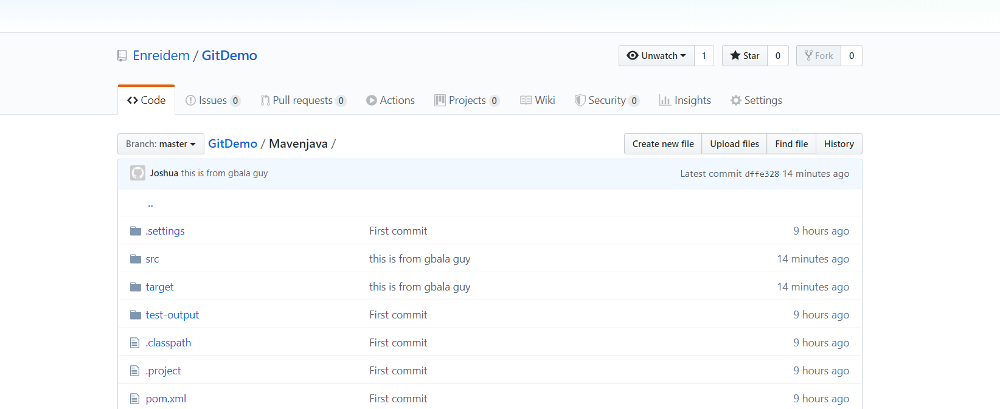 Enreidem / GitDemo
Unwatch 1 Star 0 Fork 0
Code Issues 0 Pull requests 0 Actions Projects 0 Wiki Security 0 Insights Settings
Branch: master GitDemo / Mavenjava / Create new file Upload files Find file History
Joshua this is from gbala guy Latest commit dffe328 14 minutes ago
..
.settings First commit 9 hours ago
src this is from gbala guy 14 minutes ago
target this is from gbala guy 14 minutes ago
test-output First commit 9 hours ago
.classpath First commit 9 hours ago
.project First commit 9 hours ago
pom.xml First commit 9 hours ago